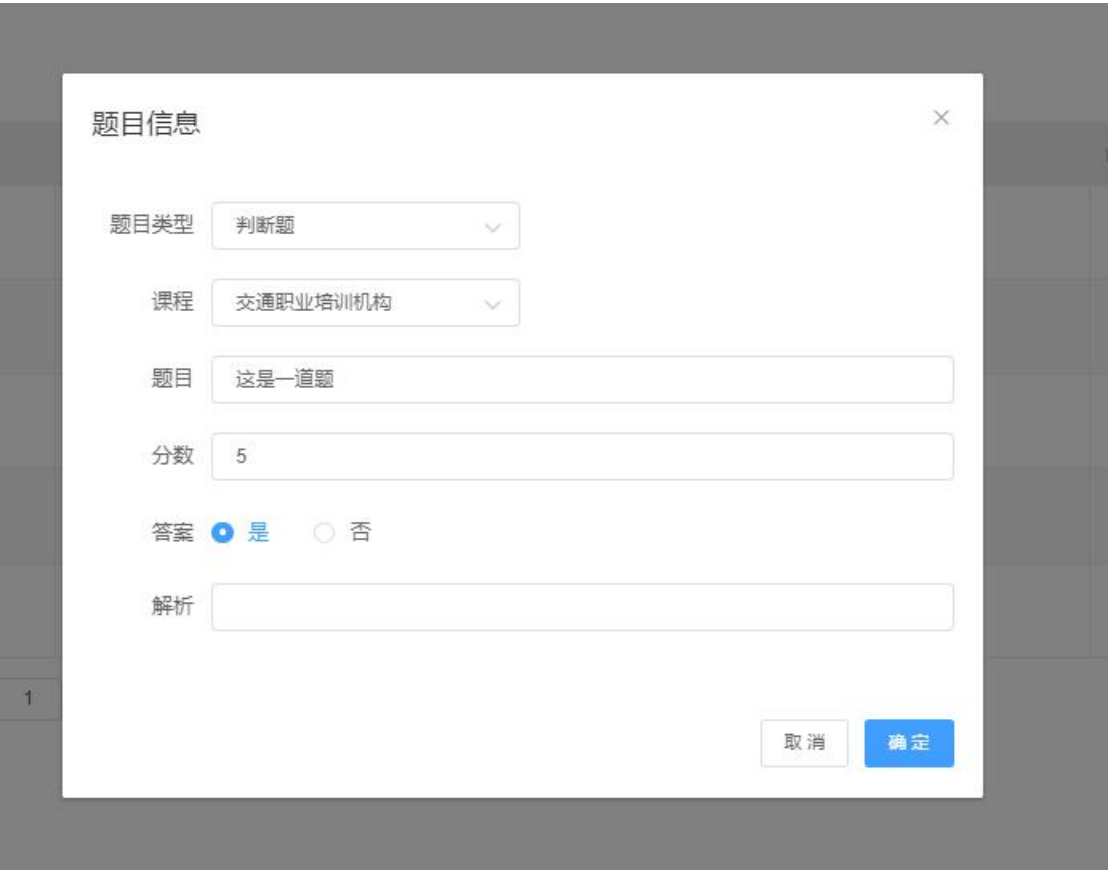 题目信息
题目类型 判断题
课程 交通职业培训机构
题目 这是一道题
分数 5
答案 是 否
解析
1
取消 确定